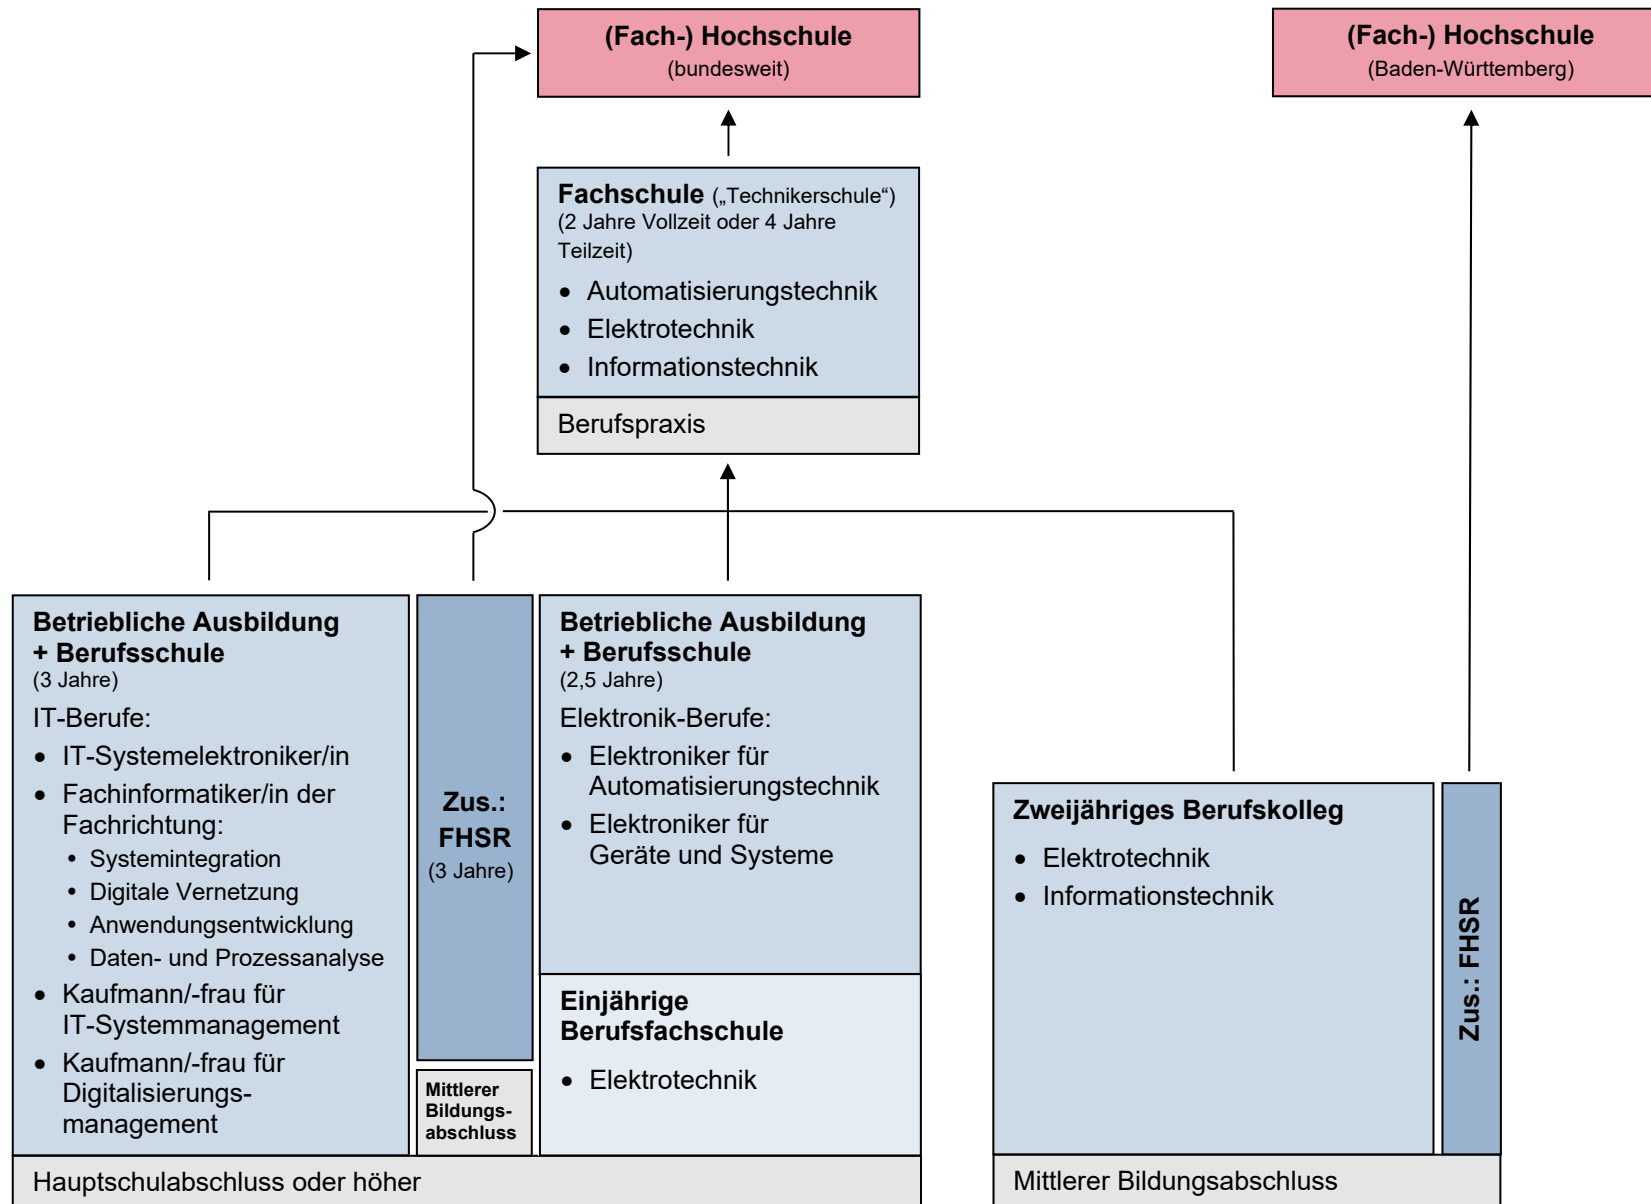 (Fach-) Hochschule
(bundesweit)
(Fach-) Hochschule
(Baden-Württemberg)
Fachschule („Technikerschule“)
(2 Jahre Vollzeit oder 4 Jahre
Teilzeit)
• Automatisierungstechnik
• Elektrotechnik
• Informationstechnik
Berufspraxis
Betriebliche Ausbildung
+ Berufsschule
(3 Jahre)
IT-Berufe:
• IT-Systemelektroniker/in
• Fachinformatiker/in der
Fachrichtung:
• Systemintegration
• Digitale Vernetzung
• Anwendungsentwicklung
• Daten- und Prozessanalyse
• Kaufmann/-frau für
IT-Systemmanagement
• Kaufmann/-frau für
Digitalisierungs-
management
Zus.:
FHSR
(3 Jahre)
Mittlerer
Bildungs-
abschluss
Betriebliche Ausbildung
+ Berufsschule
(2,5 Jahre)
Elektronik-Berufe:
• Elektroniker für
Automatisierungstechnik
• Elektroniker für
Geräte und Systeme
Einjährige
Berufsfachschule
• Elektrotechnik
Hauptschulabschluss oder höher
Zweijähriges Berufskolleg
• Elektrotechnik
• Informationstechnik
Zus.: FHSR
Mittlerer Bildungsabschluss